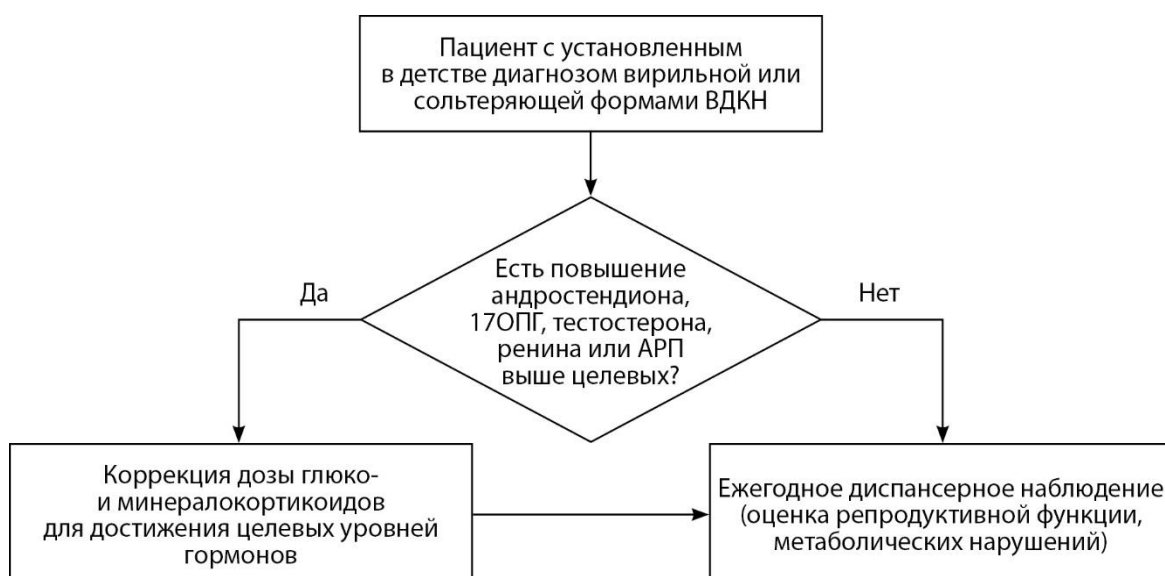 Пациент с установленным
в детстве диагнозом вирильной или
сольтеряющей формами ВДКН
Есть повышение
андростендиона,
17ОПГ, тестостерона,
ренина или АРП
выше целевых?
Да
Нет
Коррекция дозы глюко-
и минералокортикоидов
для достижения целевых уровней
гормонов
Ежегодное диспансерное наблюдение
(оценка репродуктивной функции,
метаболических нарушений)